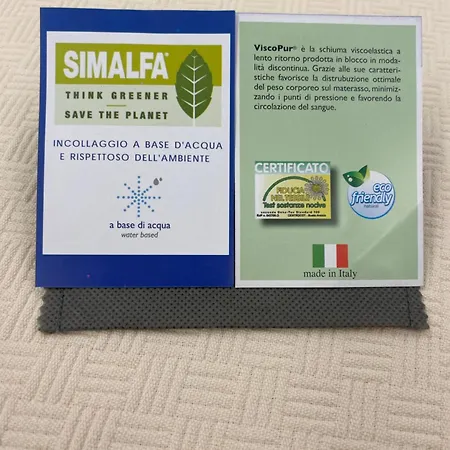 SIMALFA®
THINK GREENER
SAVE THE PLANET
INCOLLAGGIO A BASE D'ACQUA
E RISPETTOSO DELL'AMBIENTE
a base di acqua
water based
ViscoPur® è la schiuma viscoelastica a
lento ritorno prodotta in blocco in moda-
lità discontinua. Grazie alle sue caratteri-
stiche favorisce la distrubuzione ottimale
del peso corporeo sul materasso, minimiz-
zando i punti di pressione e favorendo la
circolazione del sangue.
CERTIFICATO
FIDUCIA
NEL TESSILE
Test sostanze nocive
eco
friendly
natural
made in Italy